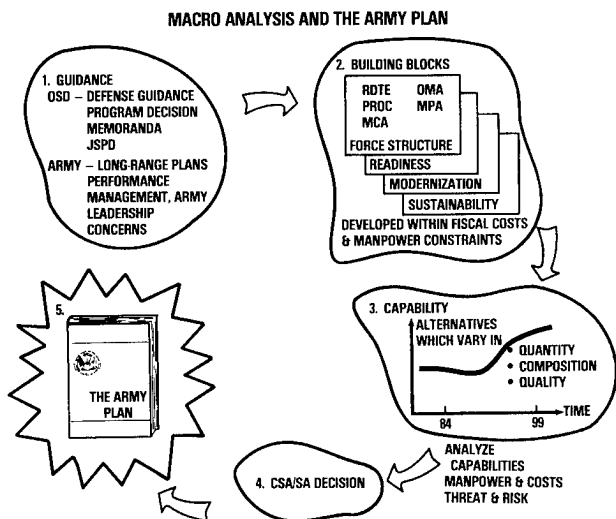 MACRO ANALYSIS AND THE ARMY PLAN
1. GUIDANCE
OSD – DEFENSE GUIDANCE
PROGRAM DECISION
MEMORANDA
JSPD
ARMY – LONG-RANGE PLANS
PERFORMANCE
MANAGEMENT, ARMY
LEADERSHIP
CONCERNS
2. BUILDING BLOCKS
RDTE OMA
PROC MPA
MCA
FORCE STRUCTURE
READINESS
MODERNIZATION
SUSTAINABILITY
DEVELOPED WITHIN FISCAL COSTS
& MANPOWER CONSTRAINTS
3. CAPABILITY
ALTERNATIVES
WHICH VARY IN
• QUANTITY
• COMPOSITION
• QUALITY
TIME
84 99
ANALYZE
CAPABILITIES
MANPOWER & COSTS
THREAT & RISK
4. CSA/SA DECISION
5.
THE ARMY
PLAN